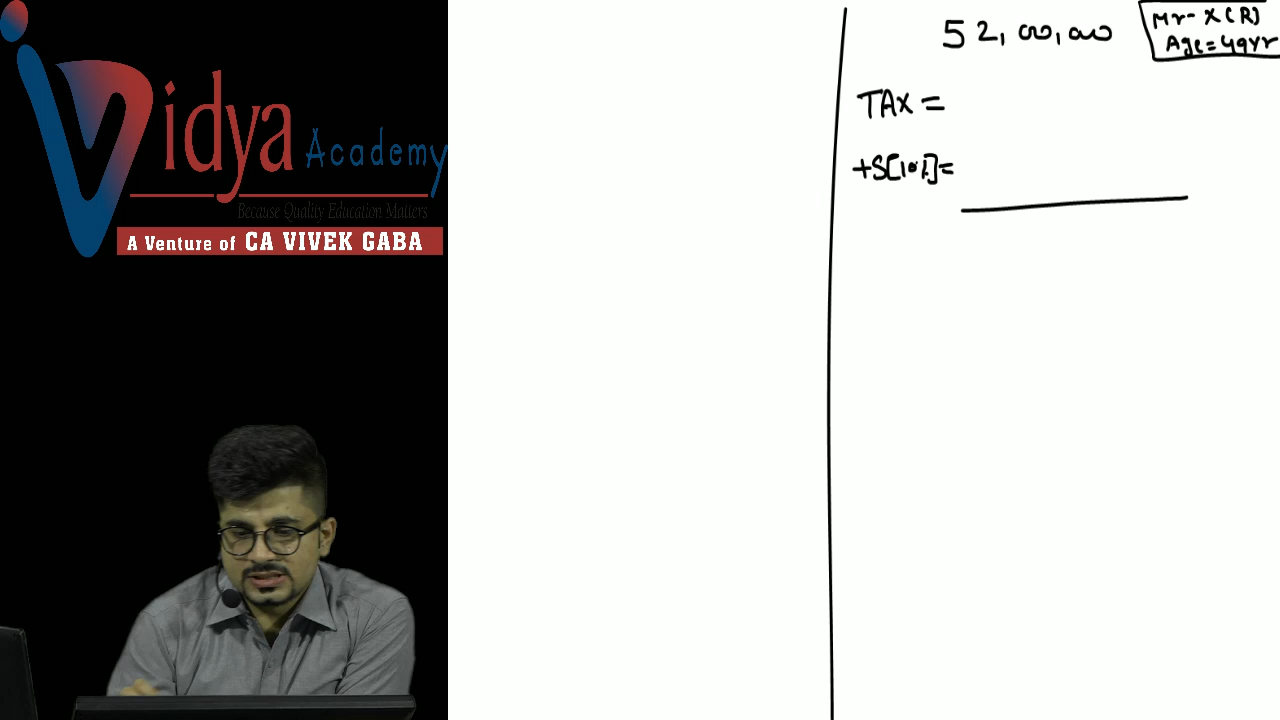 Vidya Academy
Because Quality Education Matters
A Venture of CA VIVEK GABA
52,00,000
Mr. X(R)
Age=49yr
TAX =
+S[10%]=